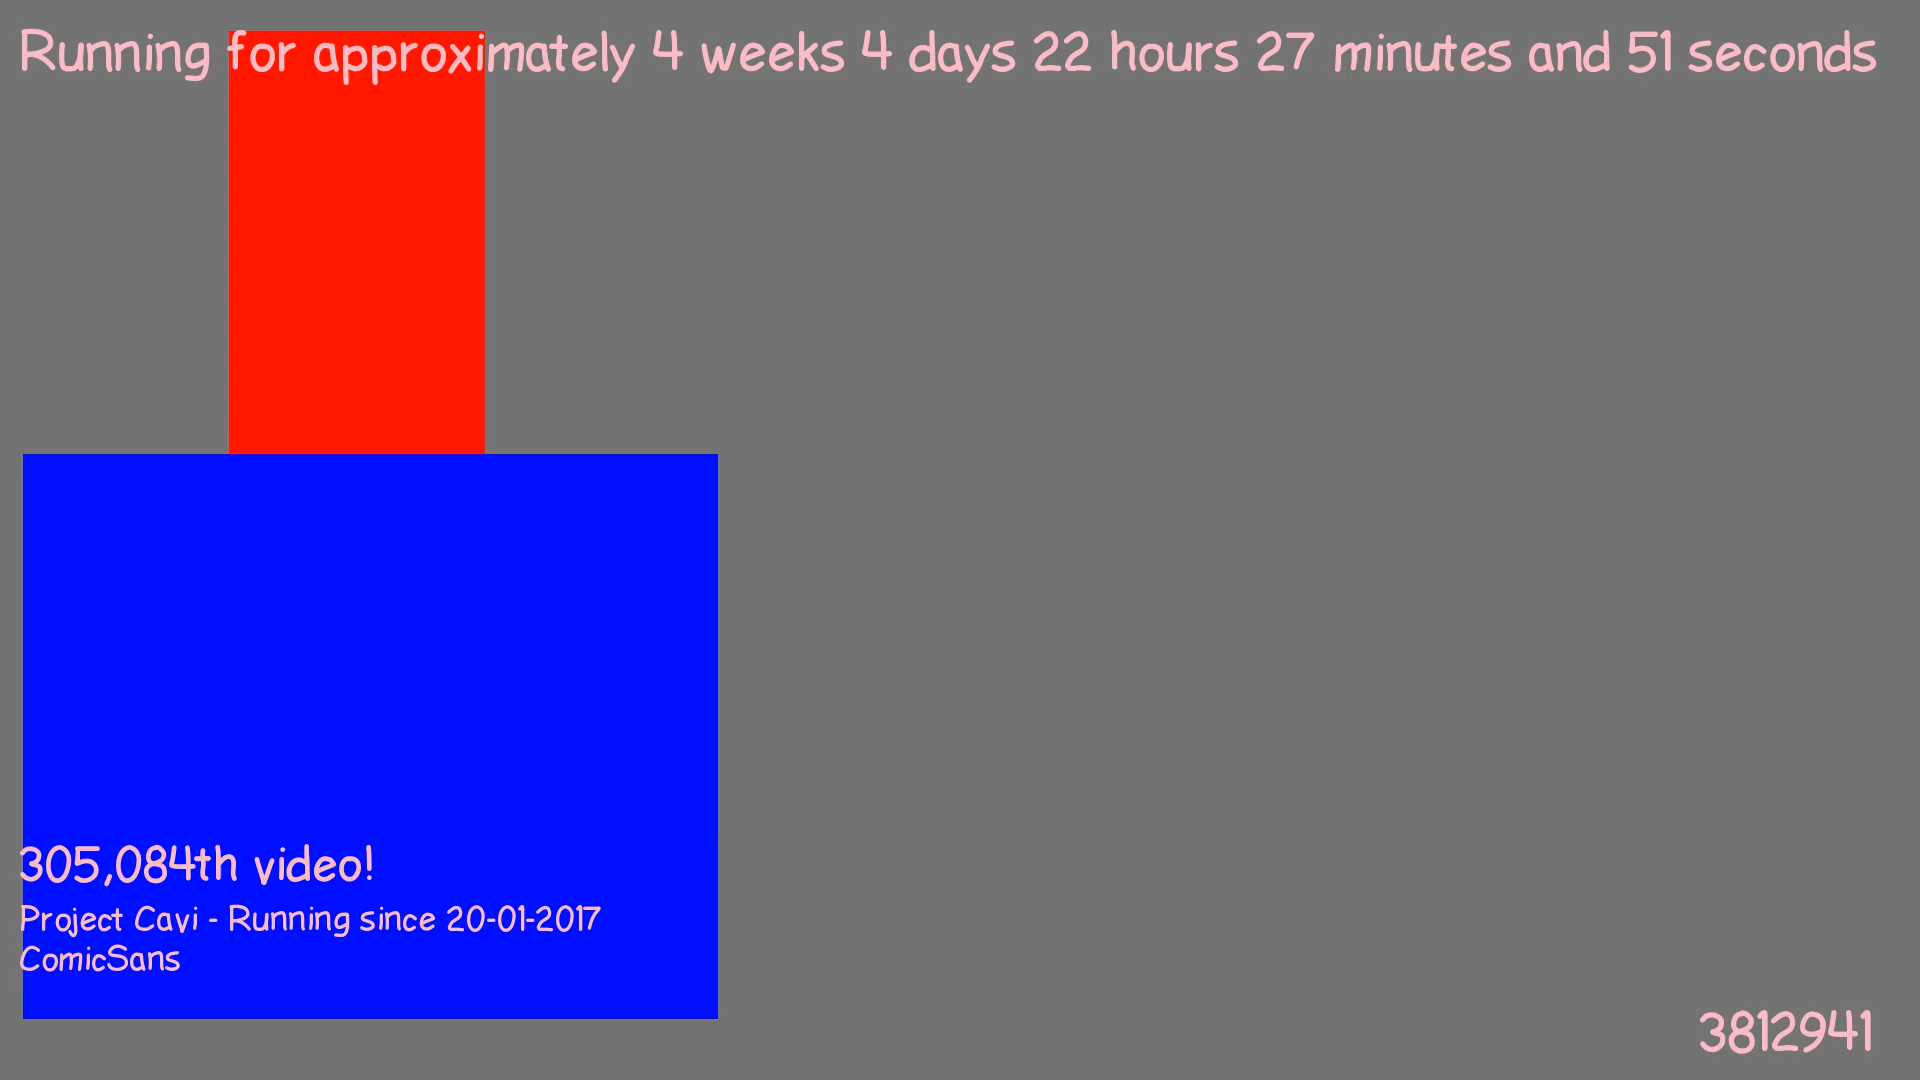 Running for approximately 4 weeks 4 days 22 hours 27 minutes and 51 seconds
305,084th video!
Project Cavi - Running since 20-01-2017
ComicSans
3812941